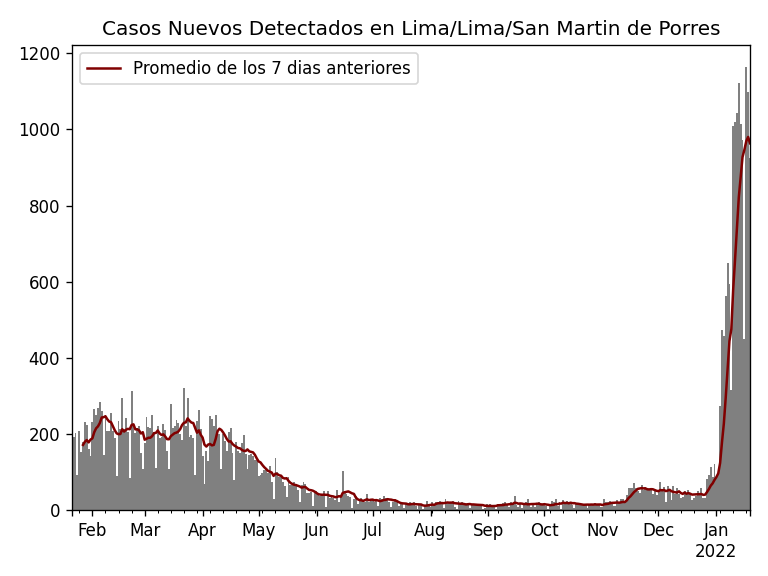 Casos Nuevos Detectados en Lima/Lima/San Martin de Porres
Promedio de los 7 dias anteriores
1200
1000
800
600
400
200
0
Feb Mar Apr May Jun Jul Aug Sep Oct Nov Dec Jan
2022